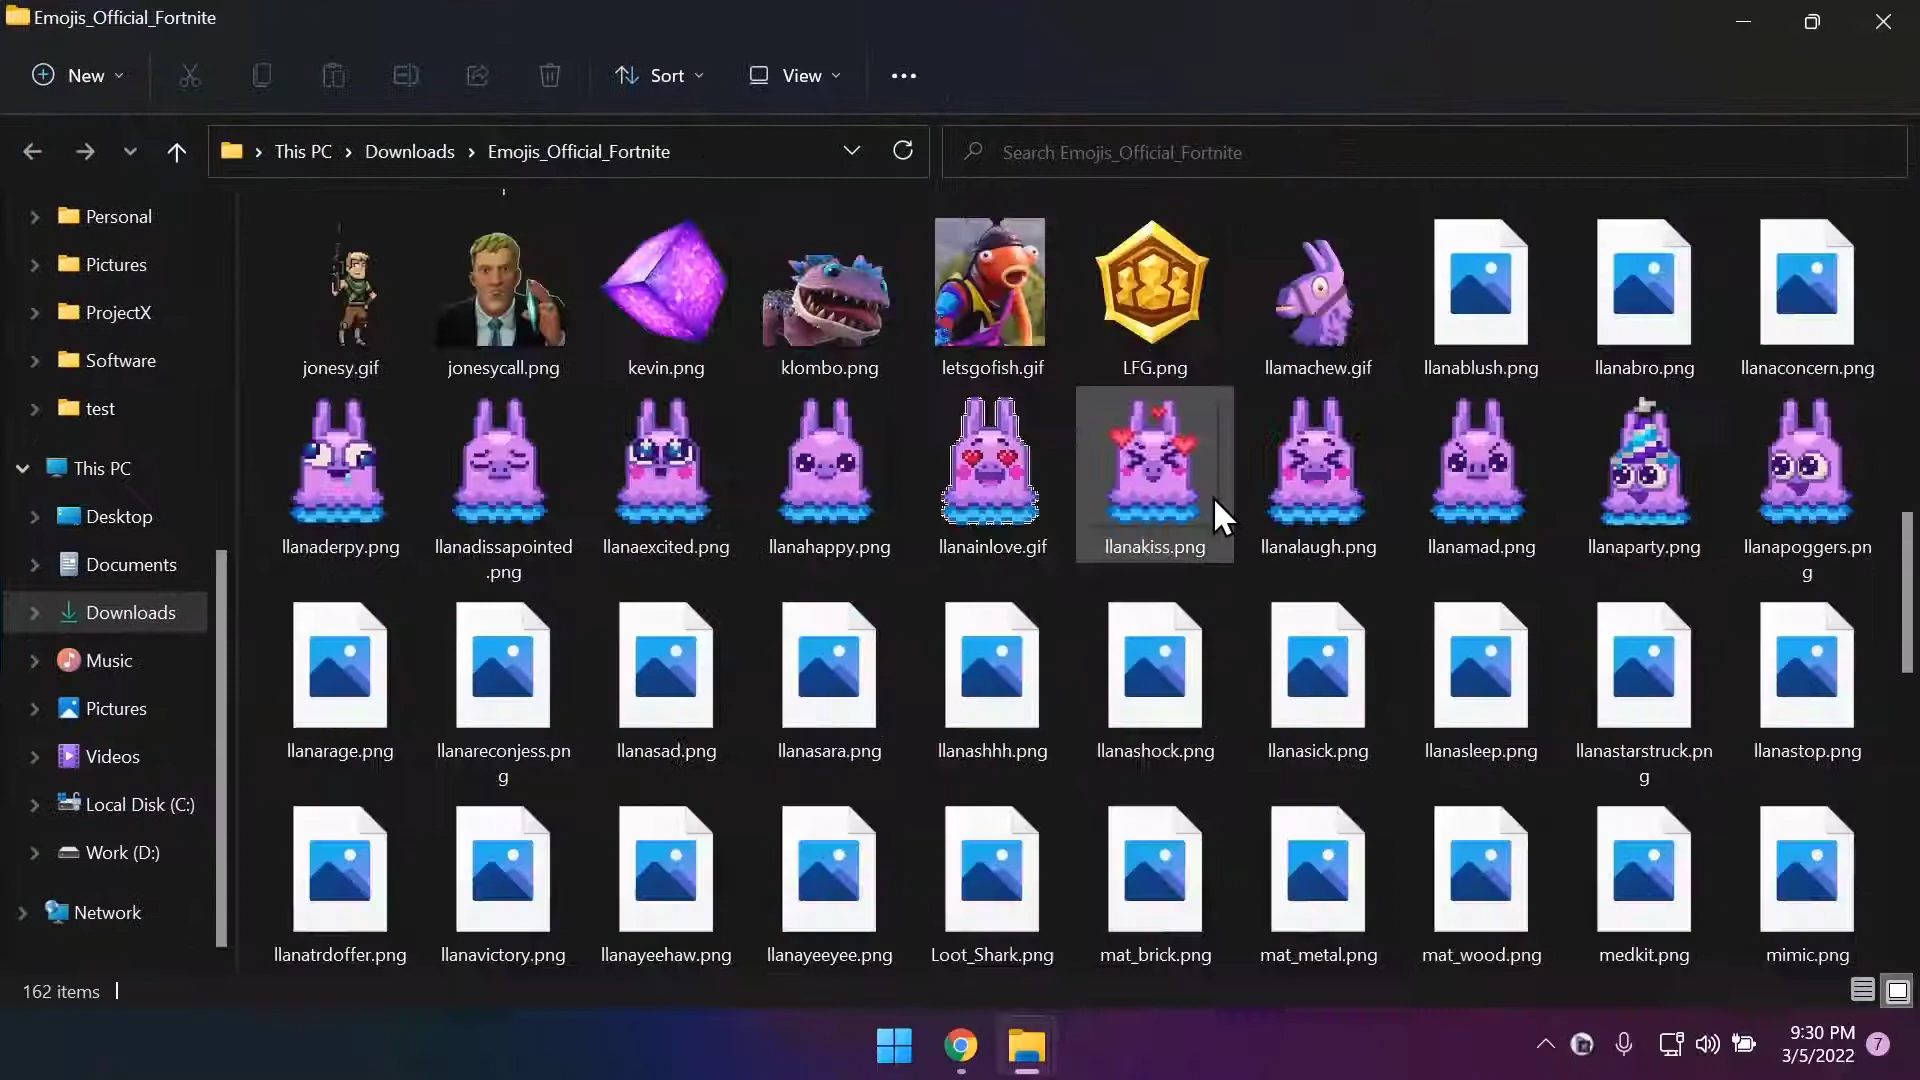 Emojis_Official_Fortnite
New
Sort
View
This PC
Downloads
Emojis_Official_Fortnite
Search Emojis_Official_Fortnite
Personal
Pictures
ProjectX
Software
test
This PC
Desktop
Documents
Downloads
Music
Pictures
Videos
Local Disk (C:)
Work (D:)
Network
jonesy.gif
jonesycall.png
kevin.png
klombo.png
letsgofish.gif
LFG.png
llamachew.gif
llanablush.png
llanabro.png
llanaconcern.png
llanaderpy.png
llanadissapointed
.png
llanaexcited.png
llanahappy.png
llanainlove.gif
llanakiss.png
llanalaugh.png
llanamad.png
llanaparty.png
llanapoggers.pn
g
llanarage.png
llanareconjess.pn
g
llanasad.png
llanasara.png
llanashhh.png
llanashock.png
llanasick.png
llanasleep.png
llanastarstruck.pn
g
llanastop.png
llanatrdoffer.png
llanavictory.png
llanayeehaw.png
llanayeeyee.png
Loot_Shark.png
mat_brick.png
mat_metal.png
mat_wood.png
medkit.png
mimic.png
162 items
9:30 PM
3/5/2022
7